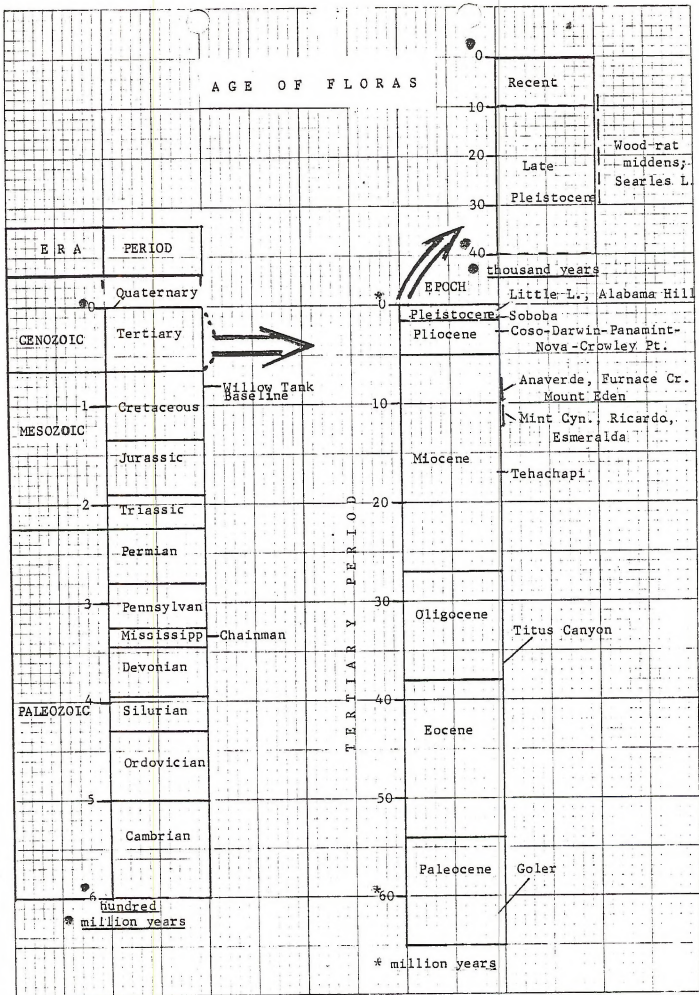 AGE OF FLORAS
0
Recent
10
20
Late
Pleistocene
30
40
Wood-rat
middens;
Searles L.
thousand years
ERA
PERIOD
Quaternary
0
CENOZOIC
Tertiary
Willow Tank
Baseline
1
Cretaceous
MESOZOIC
Jurassic
2
Triassic
Permian
3
Pennsylvan
Mississipp
Chainman
Devonian
4
PALEOZOIC
Silurian
Ordovician
5
Cambrian
6
hundred
million years
TERTIARY PERIOD
EPOCH
* 0
Pleistocene
Pliocene
Little L., Alabama Hill
Soboba
Coso-Darwin-Panamint-
Nova-Crowley Pt.
Anaverde, Furnace Cr.
Mount Eden
10
Mint Cyn., Ricardo,
Esmeralda
Miocene
Tehachapi
20
30
Oligocene
Titus Canyon
40
Eocene
50
Paleocene
Goler
* 60
* million years